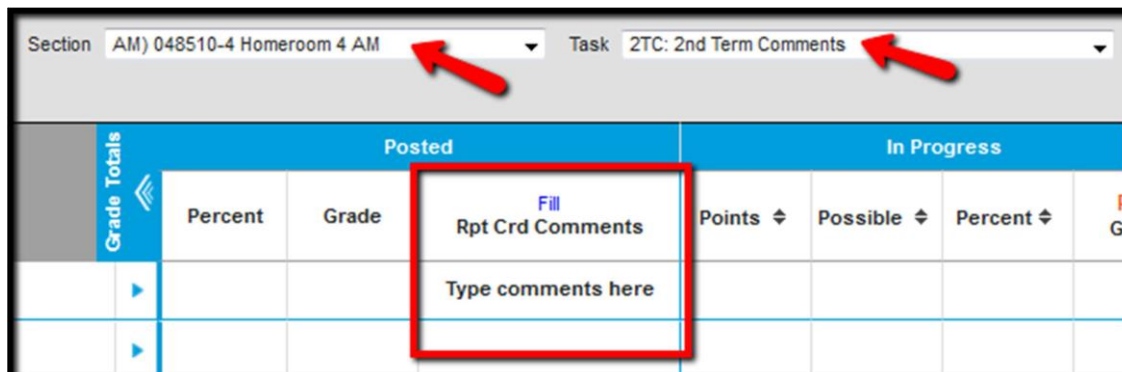 Section AM) 048510-4 Homeroom 4 AM Task 2TC: 2nd Term Comments
Grade Totals
Posted In Progress
Percent Grade Fill
Rpt Crd Comments Points Possible Percent
Type comments here